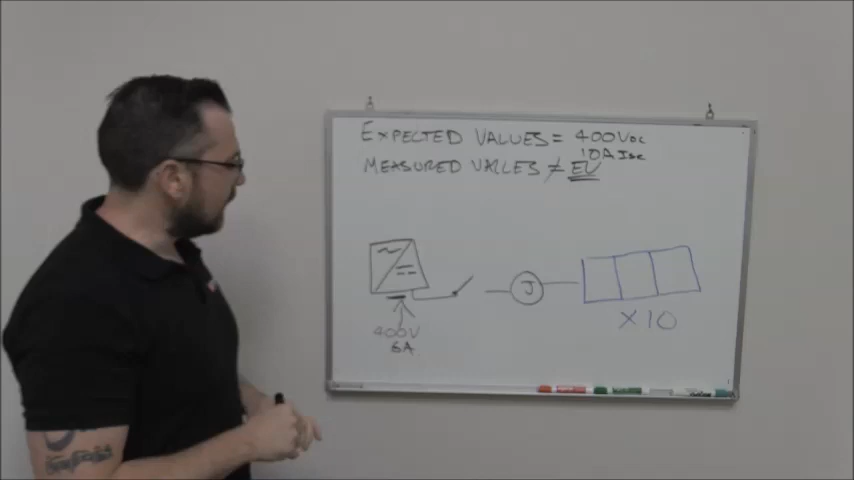 EXPECTED VALUES = 400Voc
10A Isc
MEASURED VALUES ≠ EV
J
400V
6A
X10